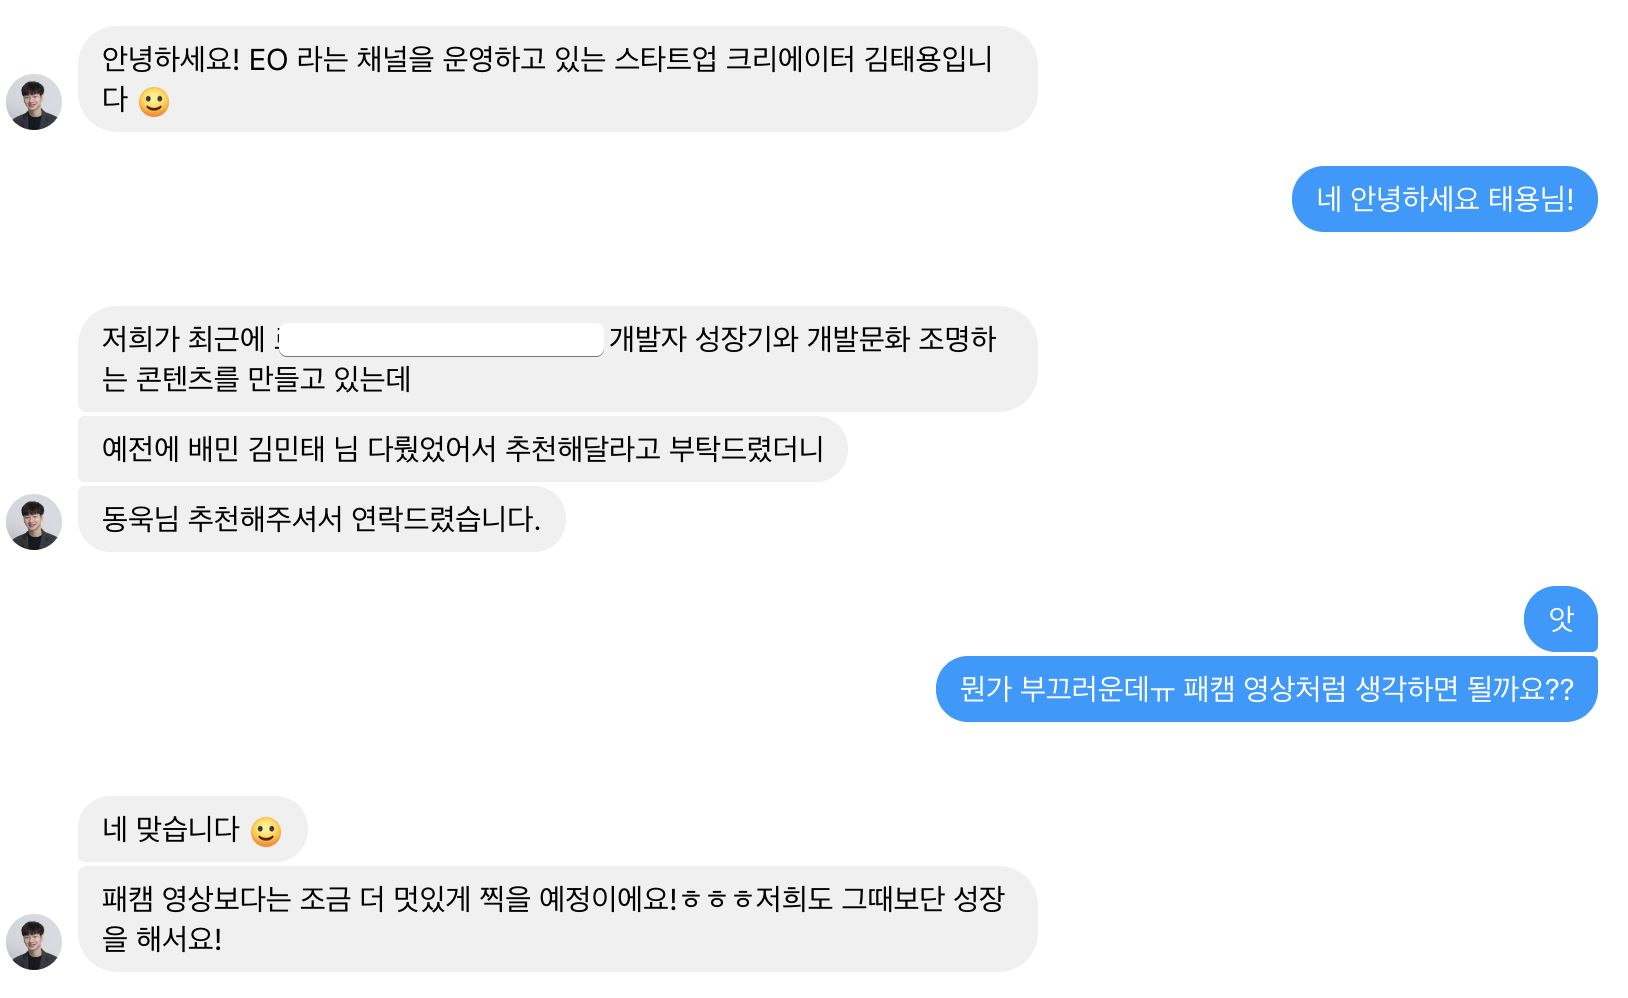 안녕하세요! EO 라는 채널을 운영하고 있는 스타트업 크리에이터 김태용입니
다 🙂
네 안녕하세요 태용님!
저희가 최근에 개발자 성장기와 개발문화 조명하
는 콘텐츠를 만들고 있는데
예전에 배민 김민태 님 다뤘었어서 추천해달라고 부탁드렸더니
동욱님 추천해주셔서 연락드렸습니다.
앗
뭔가 부끄러운데ㅠ 패캠 영상처럼 생각하면 될까요??
네 맞습니다 🙂
패캠 영상보다는 조금 더 멋있게 찍을 예정이에요!ㅎㅎㅎ저희도 그때보단 성장
을 해서요!